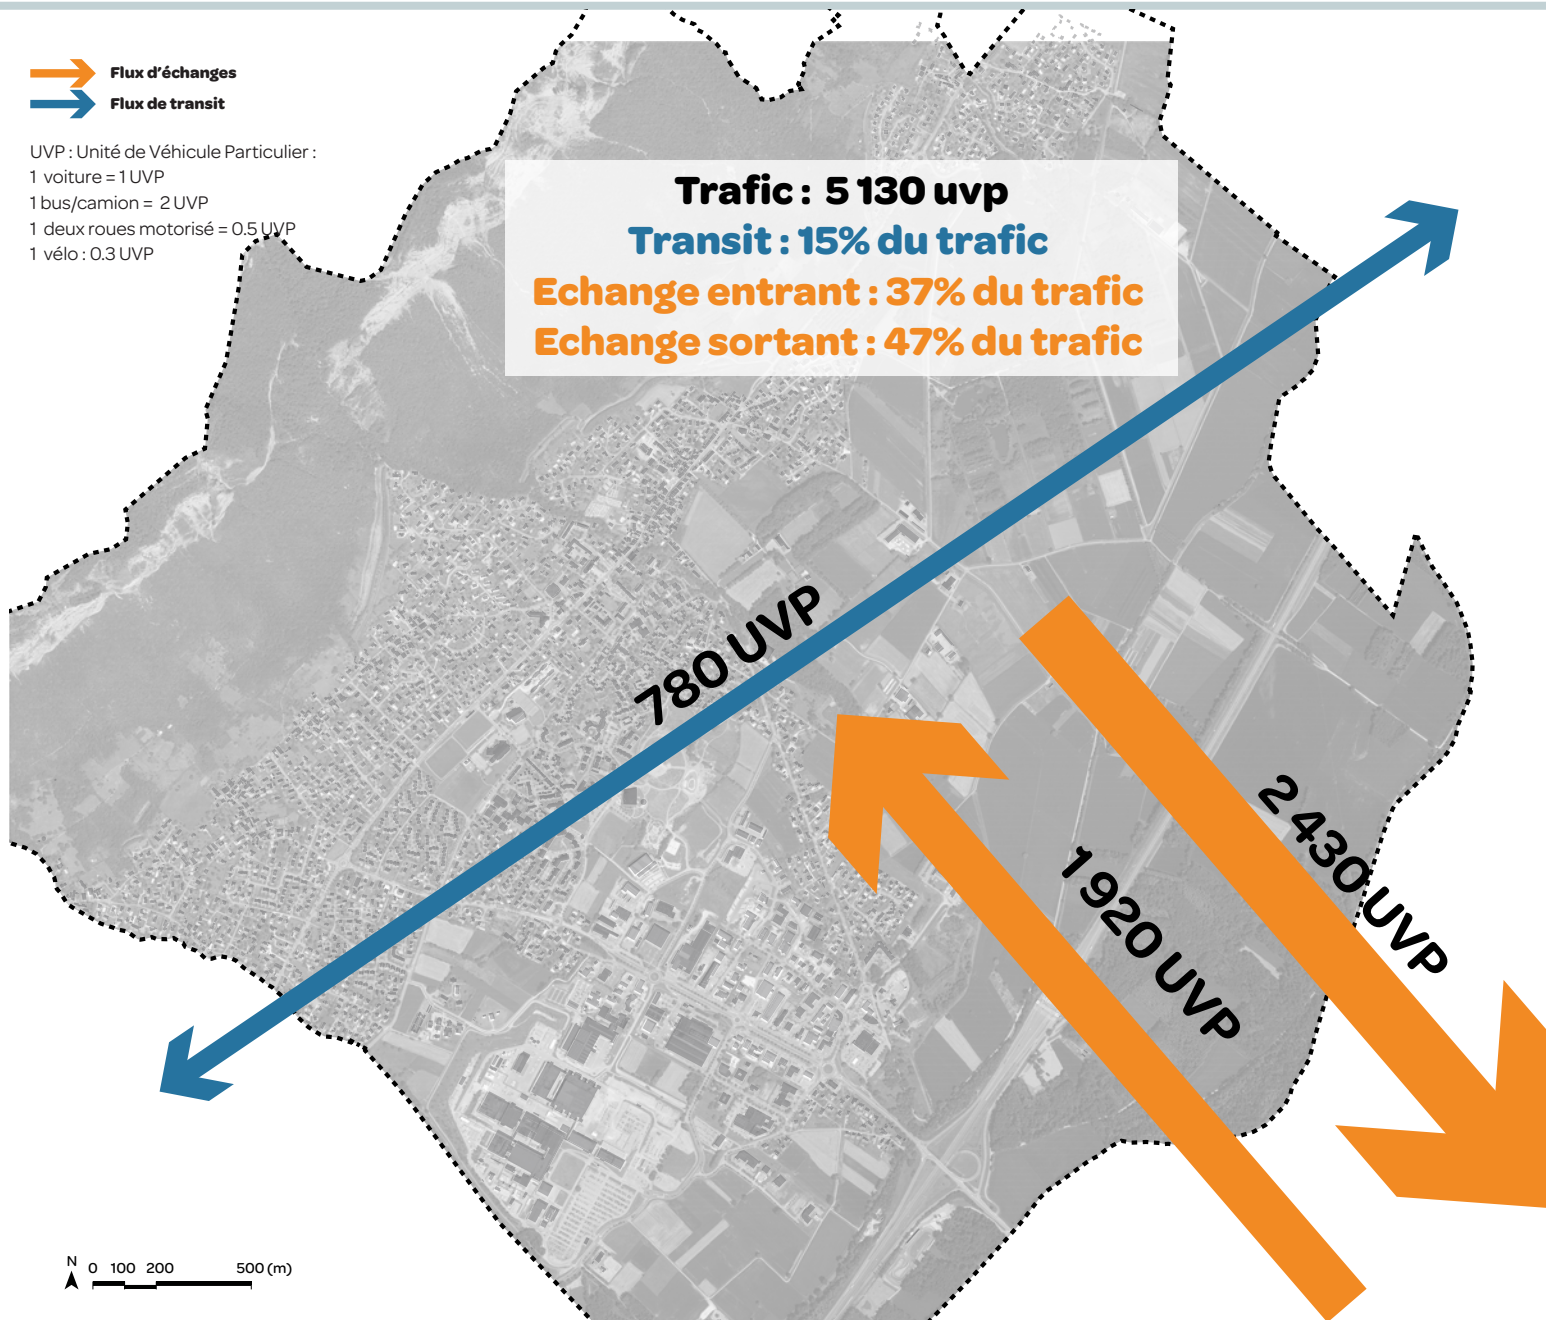 Flux d'échanges
Flux de transit
UVP : Unité de Véhicule Particulier :
1 voiture = 1 UVP
1 bus/camion = 2 UVP
1 deux roues motorisé = 0.5 UVP
1 vélo : 0.3 UVP
Trafic : 5 130 uvp
Transit : 15% du trafic
Echange entrant : 37% du trafic
Echange sortant : 47% du trafic
780 UVP
2 430 UVP
1 920 UVP
N 0 100 200 500 (m)